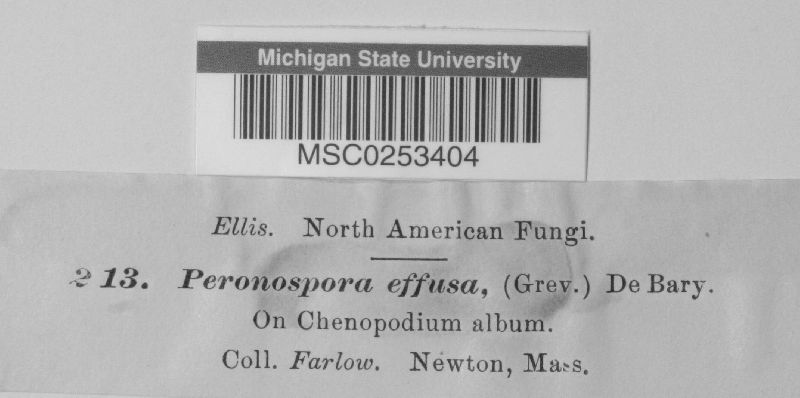 Michigan State University
MSC0253404
Ellis. North American Fungi.
213. Peronospora effusa, (Grev.) De Bary.
On Chenopodium album.
Coll. Farlow. Newton, Mass.